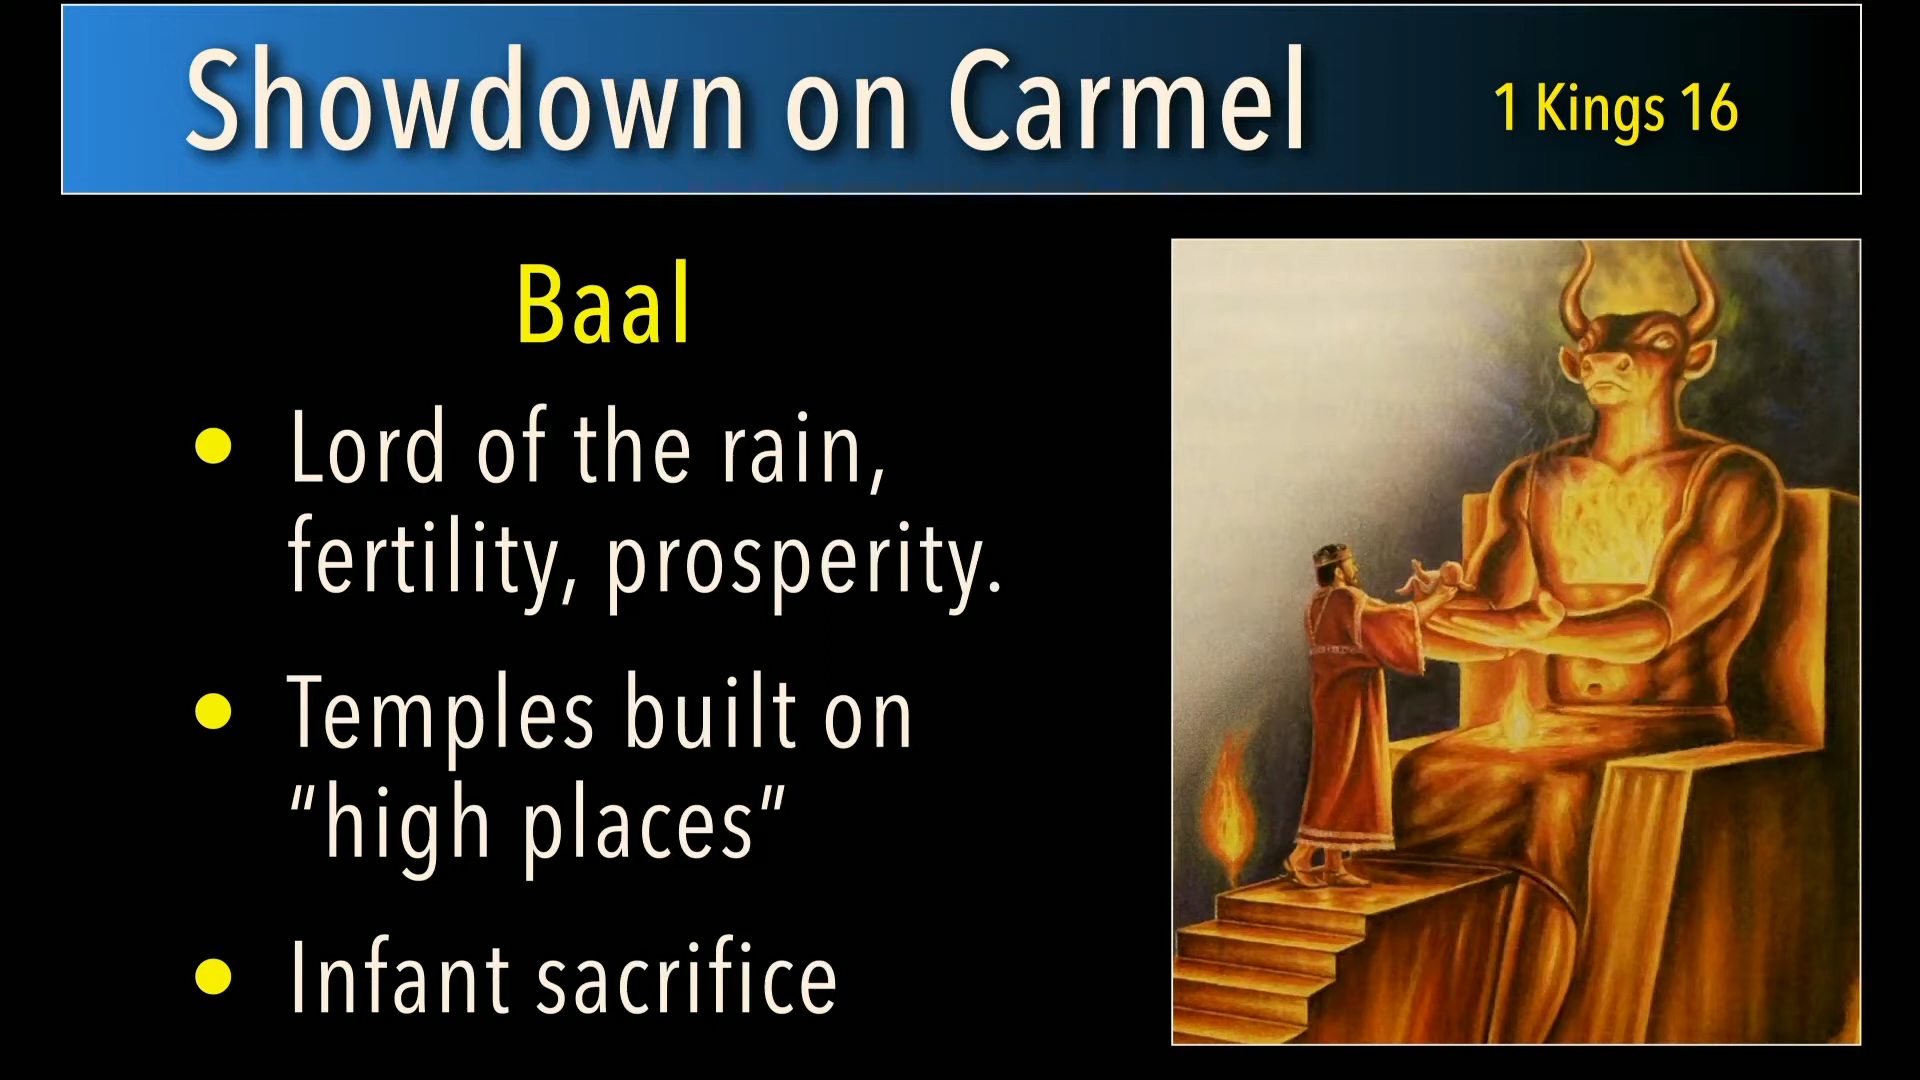 Showdown on Carmel
1 Kings 16
Baal
Lord of the rain,
fertility, prosperity.
Temples built on
“high places“
Infant sacrifice